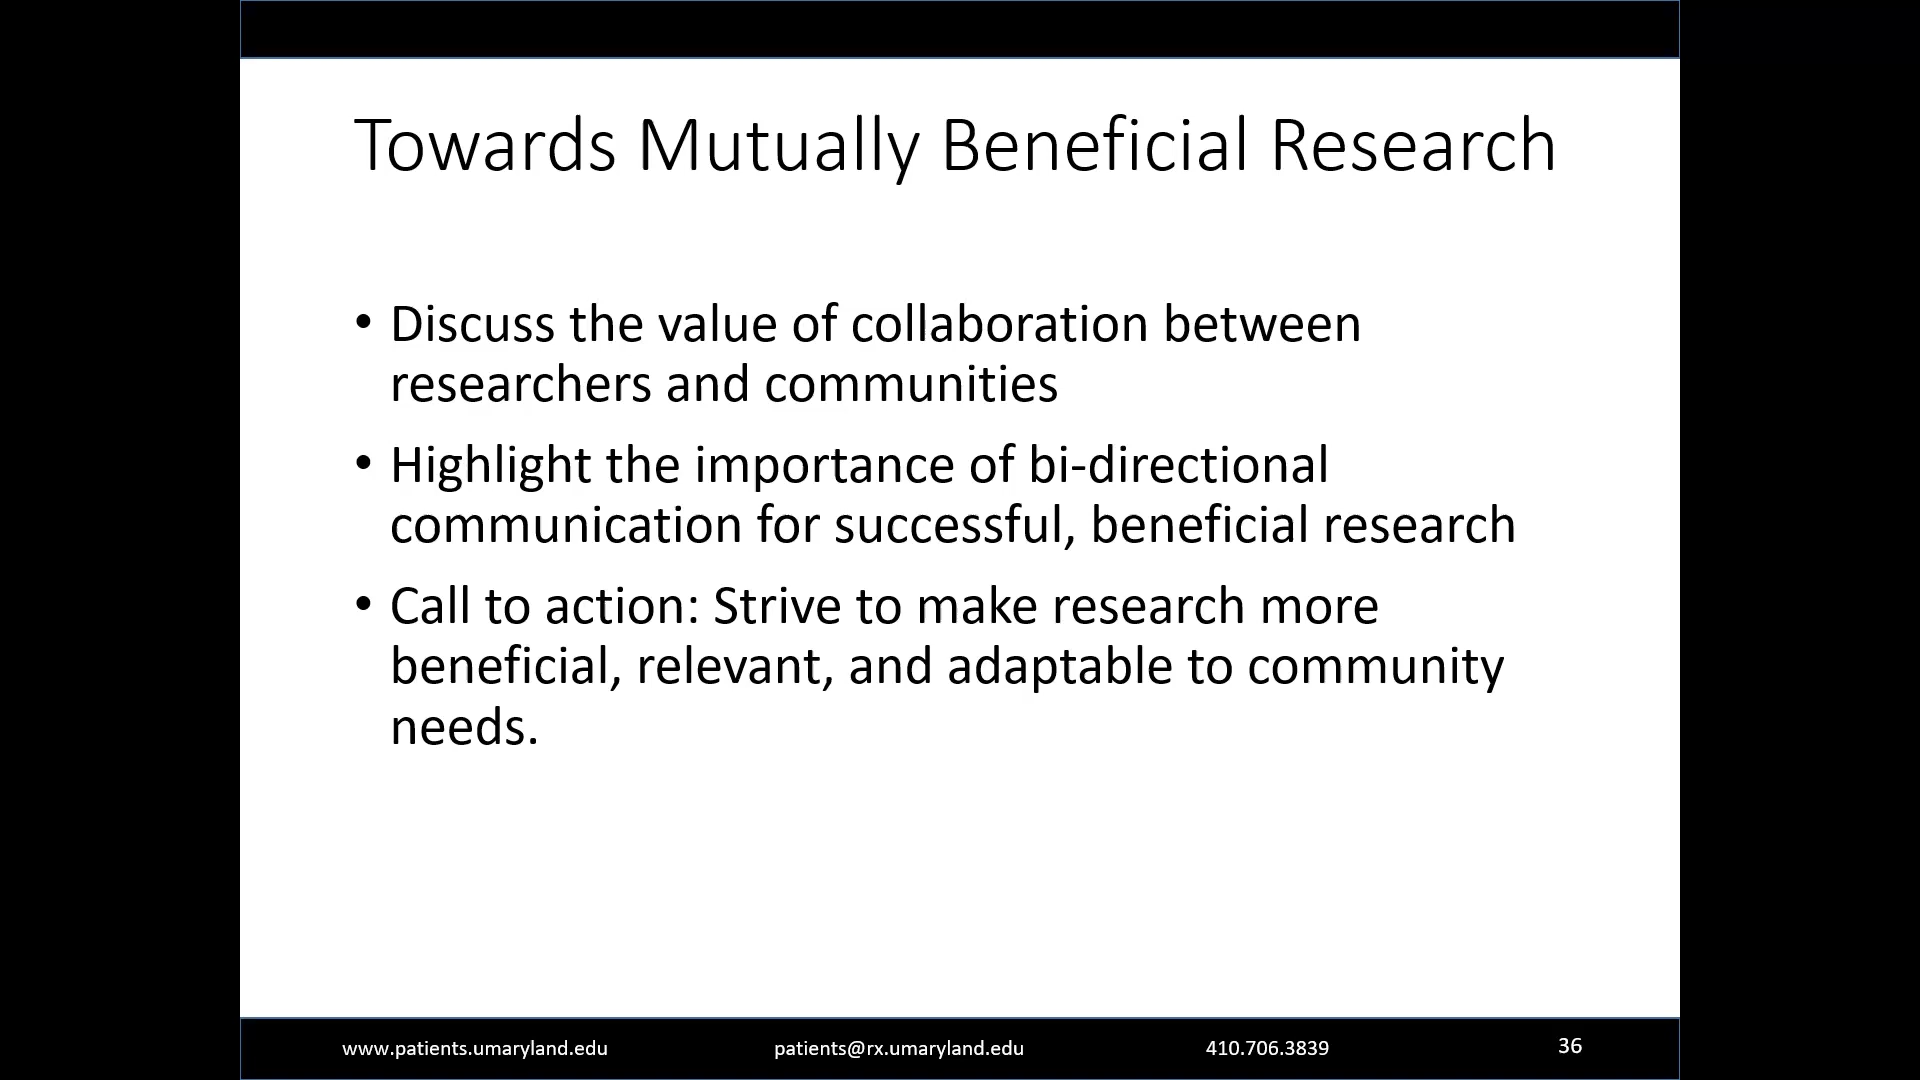 Towards Mutually Beneficial Research
• Discuss the value of collaboration between
researchers and communities
• Highlight the importance of bi-directional
communication for successful, beneficial research
• Call to action: Strive to make research more
beneficial, relevant, and adaptable to community
needs.
www.patients.umaryland.edu patients@rx.umaryland.edu 410.706.3839 36